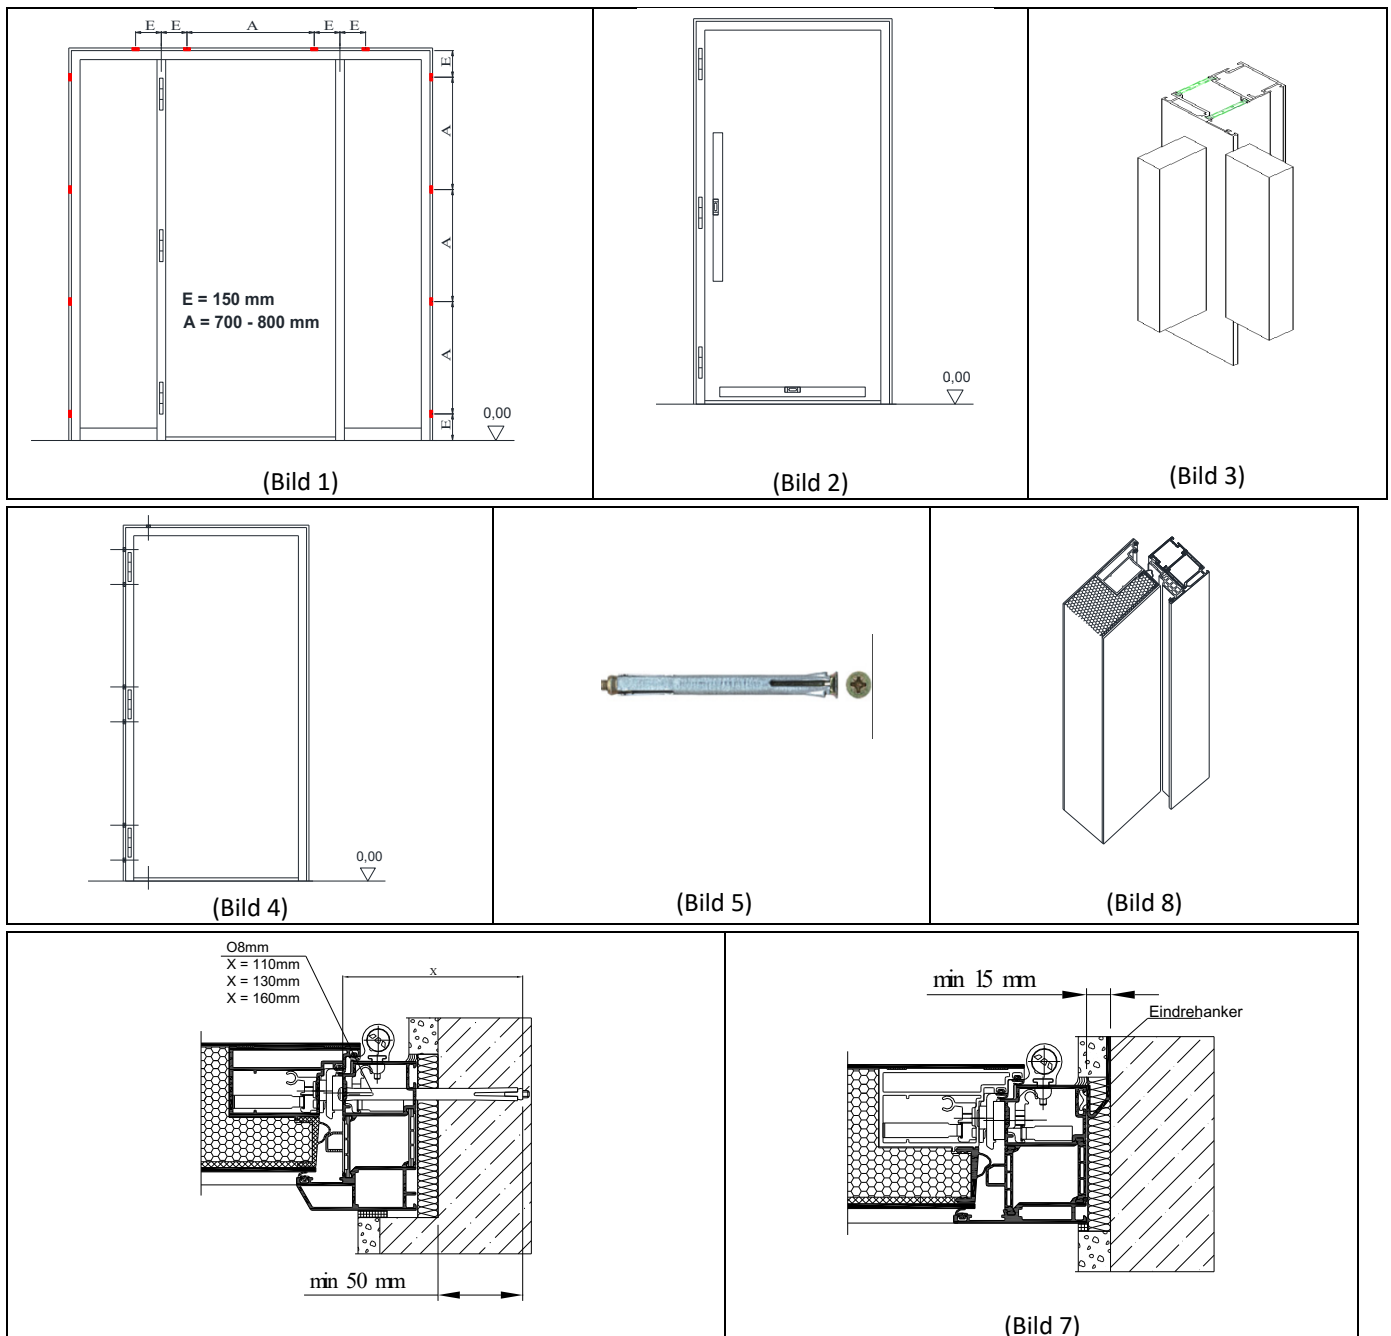 E E A E E
E
A
A
A
E
E = 150 mm
A = 700 - 800 mm
0,00
(Bild 1)
0,00
(Bild 2)
(Bild 3)
0,00
(Bild 4)
(Bild 5)
(Bild 8)
O8mm
X = 110mm
X = 130mm
X = 160mm
x
min 50 mm
min 15 mm
Eindrehanker
(Bild 7)